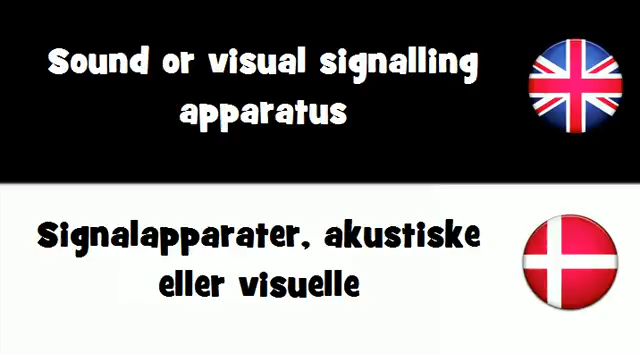 Sound or visual signalling
apparatus
Signalapparater, akustiske
eller visuelle